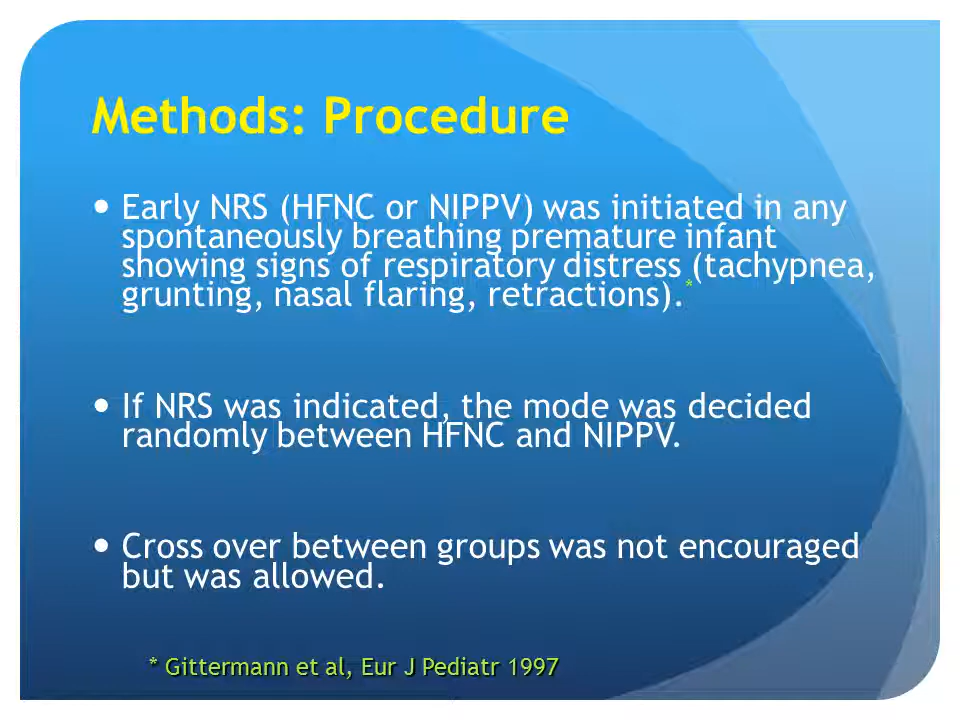 Methods: Procedure
• Early NRS (HFNC or NIPPV) was initiated in any
spontaneously breathing premature infant
showing signs of respiratory distress (tachypnea,
grunting, nasal flaring, retractions).*
• If NRS was indicated, the mode was decided
randomly between HFNC and NIPPV.
• Cross over between groups was not encouraged
but was allowed.
* Gittermann et al, Eur J Pediatr 1997